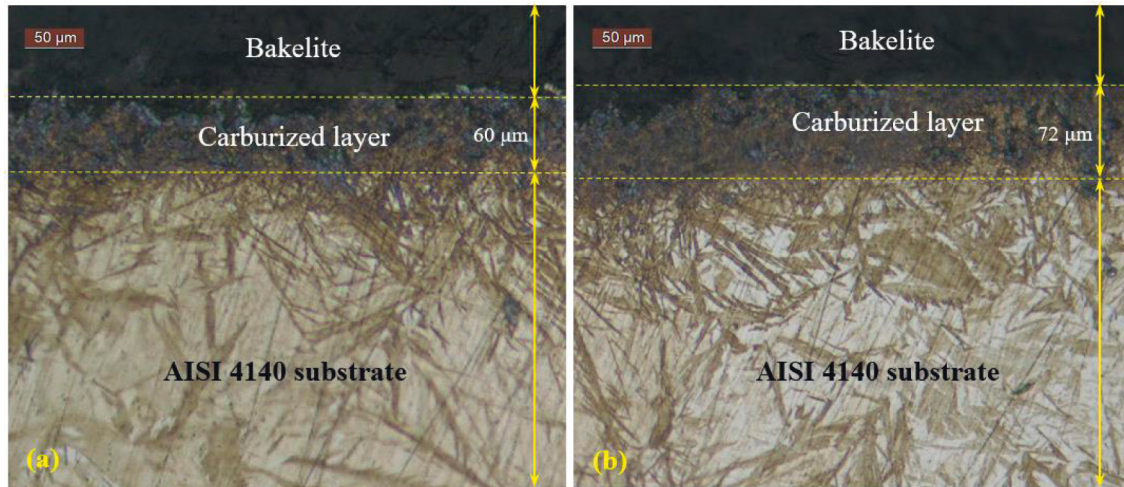 50 µm
Bakelite
Carburized layer
60 µm
AISI 4140 substrate
(a)
50 µm
Bakelite
Carburized layer
72 µm
AISI 4140 substrate
(b)